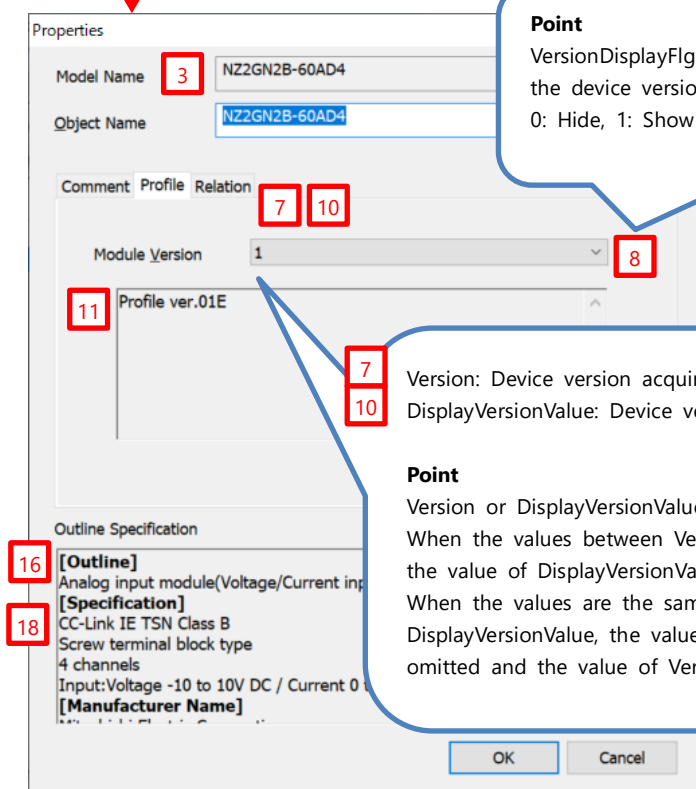 Properties
Model Name 3 NZ2GN2B-60AD4
Object Name NZ2GN2B-60AD4
Comment Profile Relation
7 10
Module Version 1
8
11 Profile ver.01E
Point
VersionDisplayFlg
the device versio
0: Hide, 1: Show
7 Version: Device version acqui
10 DisplayVersionValue: Device ve
Point
Version or DisplayVersionValu
When the values between Ve
the value of DisplayVersionVa
When the values are the sam
DisplayVersionValue, the value
omitted and the value of Ver
Outline Specification
16 [Outline]
Analog input module(Voltage/Current inp
[Specification]
18 CC-Link IE TSN Class B
Screw terminal block type
4 channels
Input:Voltage -10 to 10V DC / Current 0 t
[Manufacturer Name]
OK Cancel